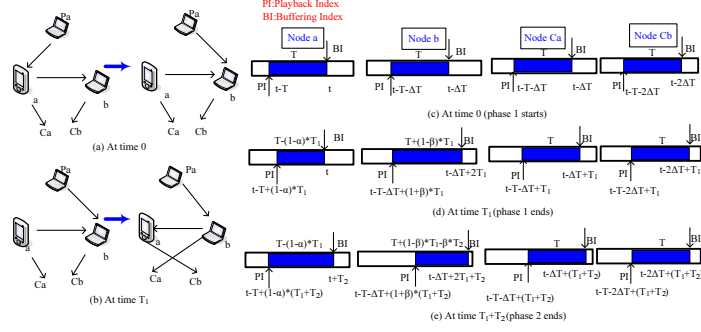 PI:Playback Index
BI:Buffering Index
Pa
a
b
Ca
Cb
Pa
a
b
Ca
Cb
(a) At time 0
Node a
Node b
Node Ca
Node Cb
T
BI
T
BI
T
BI
T
BI
PI
t-T
t
PI
t-T-ΔT
t-ΔT
PI
t-T-ΔT
t-ΔT
PI
t-T-2ΔT
t-2ΔT
(c) At time 0 (phase 1 starts)
Pa
a
b
Ca
Cb
Pa
a
b
Ca
Cb
(b) At time T₁
T-(1-α)*T₁
BI
T+(1-β)*T₁
BI
T
BI
T
BI
PI
t
PI
t-ΔT+2T₁
PI
t-ΔT+T₁
PI
t-2ΔT+T₁
t-T+(1-α)*T₁
t-T-ΔT+(1+β)*T₁
t-T-ΔT+T₁
t-T-2ΔT+T₁
(d) At time T₁(phase 1 ends)
T-(1-α)*T₁
BI
T+(1-β)*T₁-β*T₂
BI
T
BI
T
BI
PI
t+T₂
PI
t-ΔT+2T₁+T₂
PI
t-ΔT+(T₁+T₂)
PI
t-2ΔT+(T₁+T₂)
t-T+(1-α)*(T₁+T₂)
t-T-ΔT+(1+β)*(T₁+T₂)
t-T-ΔT+(T₁+T₂)
t-T-2ΔT+(T₁+T₂)
(e) At time T₁+T₂(phase 2 ends)